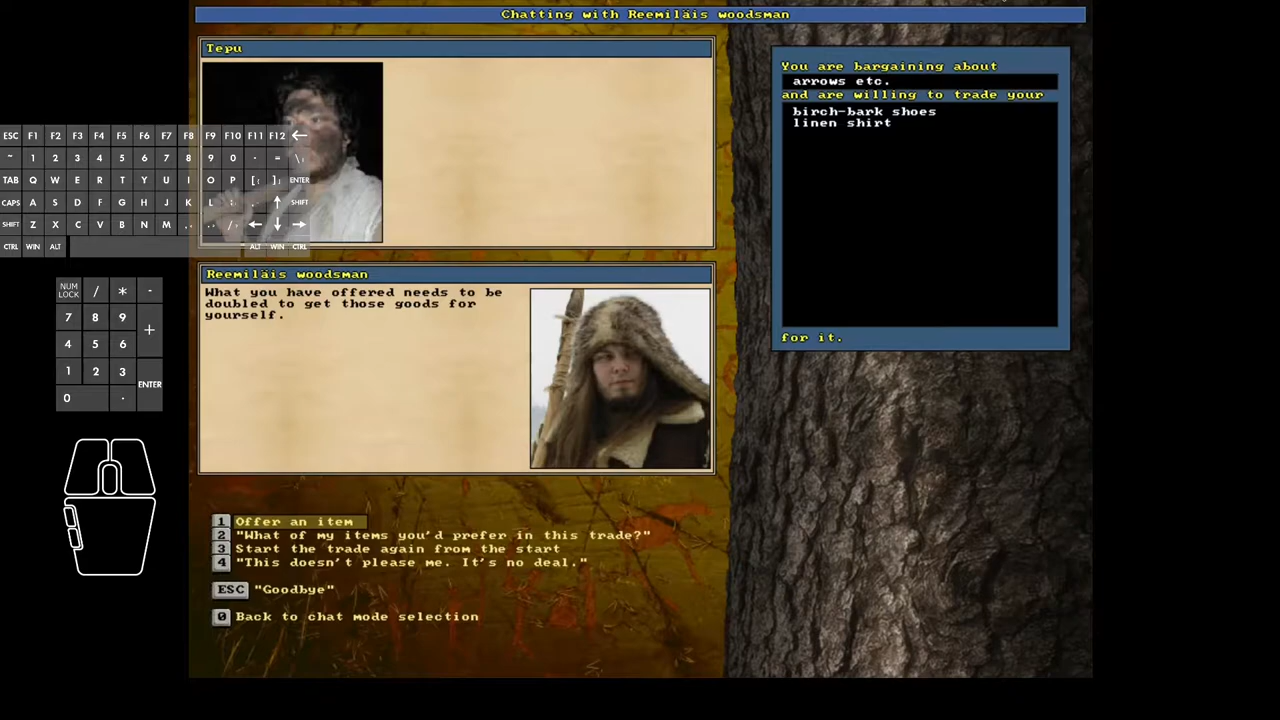 Chatting with Reemiläis woodsman
Tepu
You are bargaining about
arrows etc.
and are willing to trade your
birch-bark shoes
linen shirt
for it.
ESC F1 F2 F3 F4 F5 F6 F7 F8 F9 F10 F11 F12 ←
~ 1 2 3 4 5 6 7 8 9 0 - = \
TAB Q W E R T Y U I O P [ ] ENTER
CAPS A S D F G H J K L ↑ SHIFT
SHIFT Z X C V B N M ← ↓ →
CTRL WIN ALT ALT WIN CTRL
Reemiläis woodsman
What you have offered needs to be
doubled to get those goods for
yourself.
NUM LOCK / * -
7 8 9 +
4 5 6
1 2 3 ENTER
0 .
1 Offer an item
2 "What of my items you'd prefer in this trade?"
3 Start the trade again from the start
4 "This doesn't please me. It's no deal."
ESC "Goodbye"
0 Back to chat mode selection